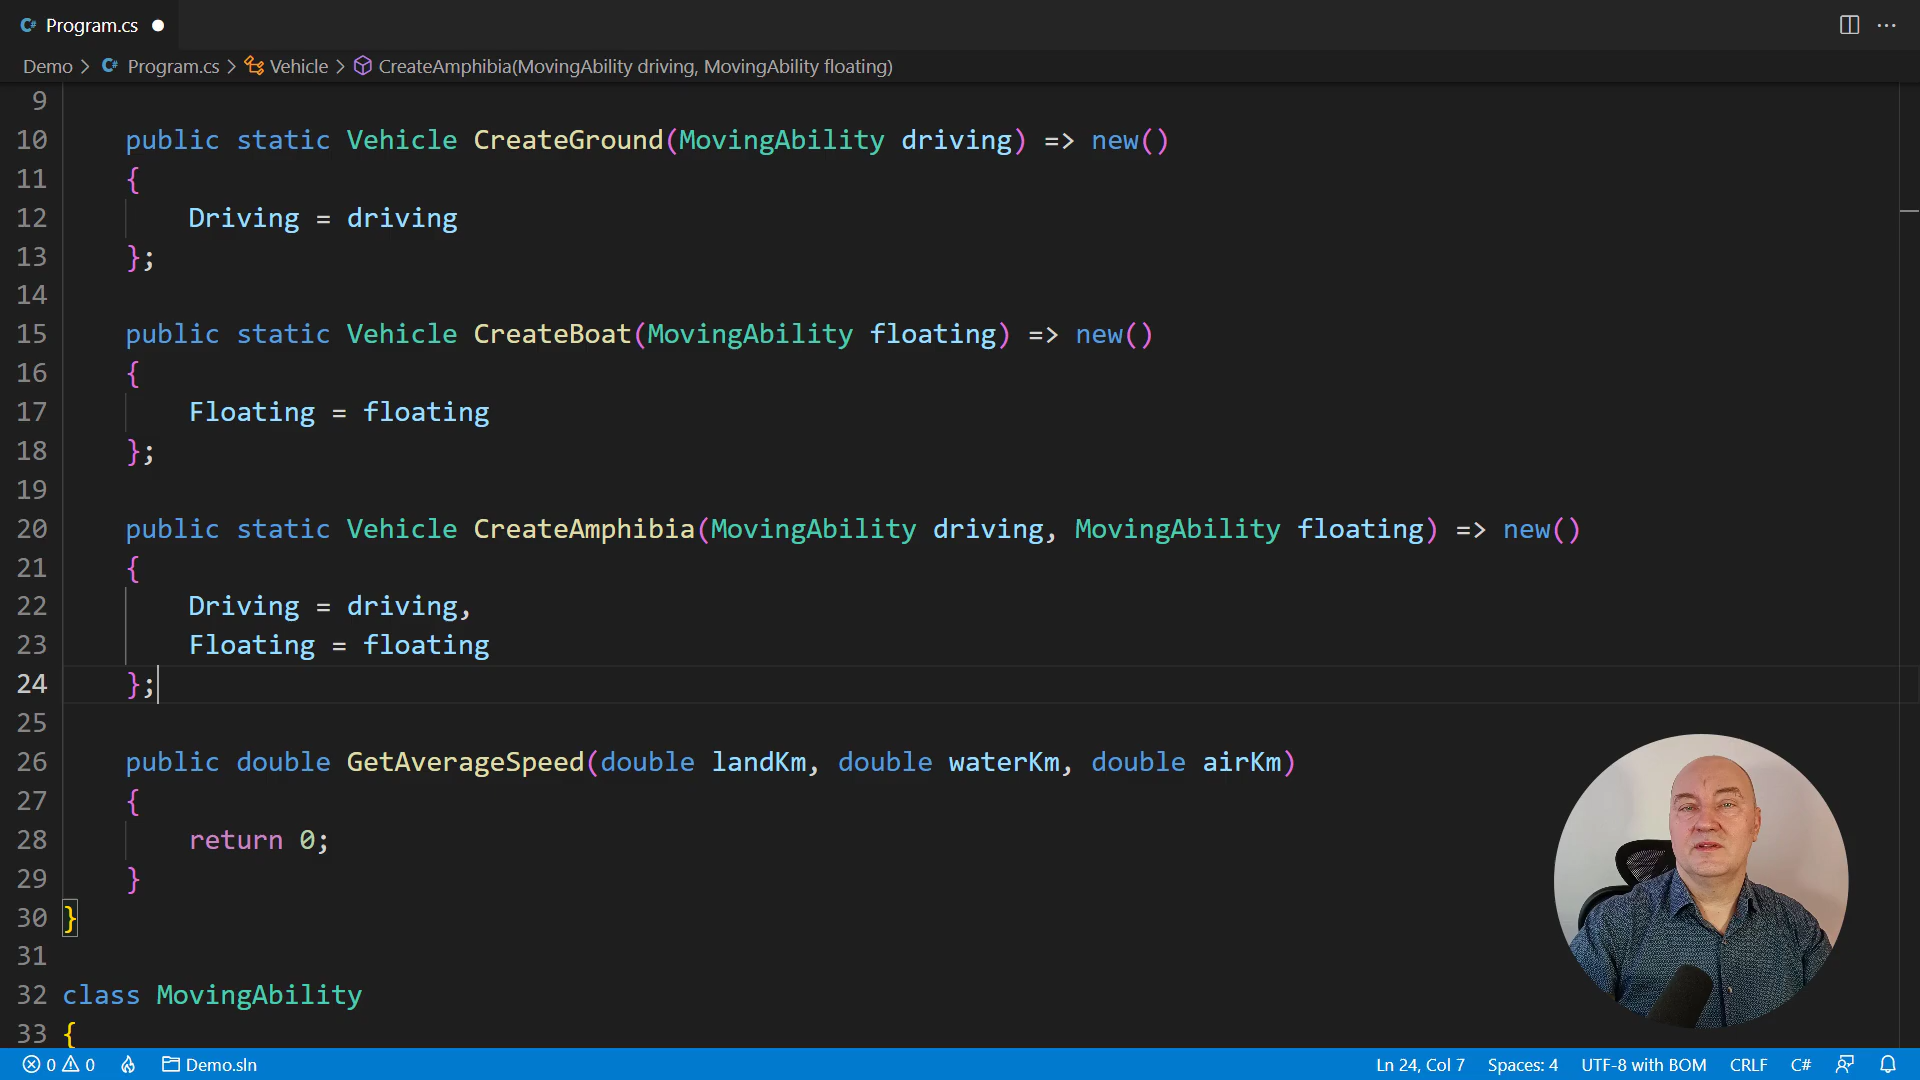 Program.cs
Demo > Program.cs > Vehicle > CreateAmphibia(MovingAbility driving, MovingAbility floating)
9
10 public static Vehicle CreateGround(MovingAbility driving) => new()
11 {
12 Driving = driving
13 };
14
15 public static Vehicle CreateBoat(MovingAbility floating) => new()
16 {
17 Floating = floating
18 };
19
20 public static Vehicle CreateAmphibia(MovingAbility driving, MovingAbility floating) => new()
21 {
22 Driving = driving,
23 Floating = floating
24 };
25
26 public double GetAverageSpeed(double landKm, double waterKm, double airKm)
27 {
28 return 0;
29 }
30 }
31
32 class MovingAbility
33 {
0 0 Demo.sln Ln 24, Col 7 Spaces: 4 UTF-8 with BOM CRLF C#